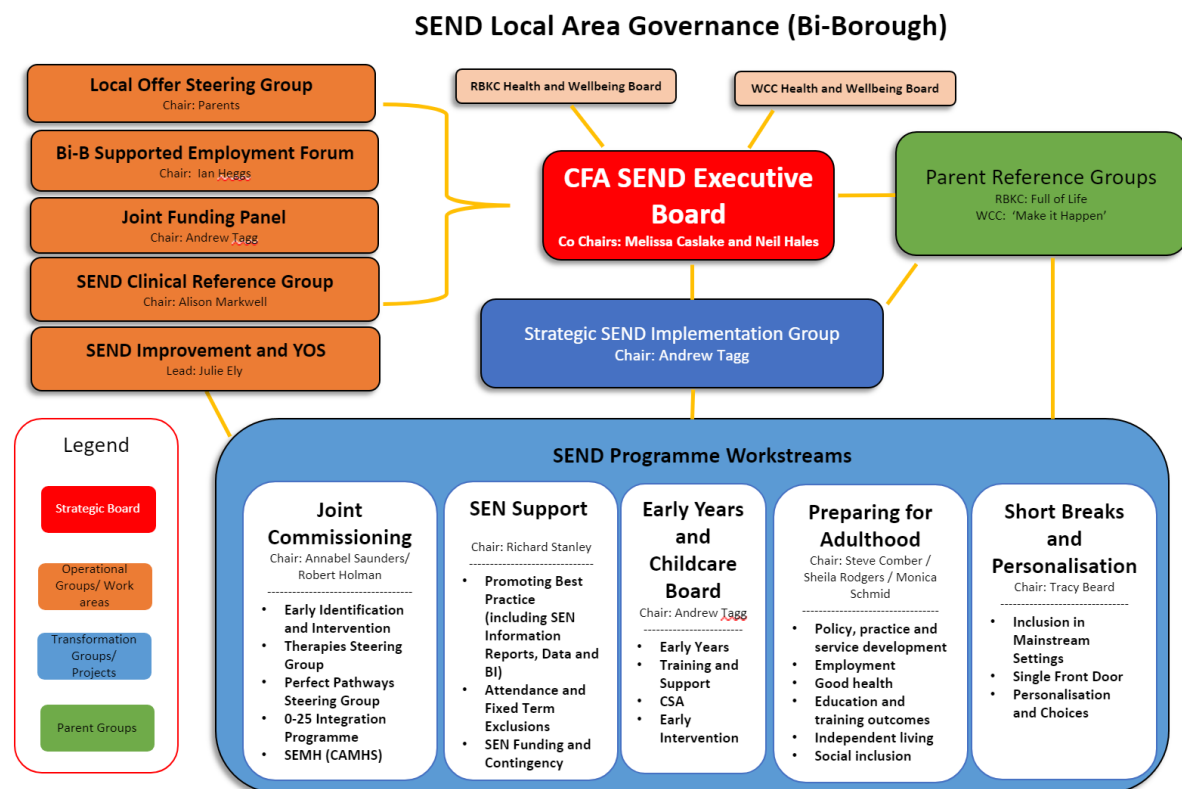 SEND Local Area Governance (Bi-Borough)
Local Offer Steering Group
Chair: Parents
Bi-B Supported Employment Forum
Chair: Ian Heggs
Joint Funding Panel
Chair: Andrew Tagg
SEND Clinical Reference Group
Chair: Alison Markwell
SEND Improvement and YOS
Lead: Julie Ely
RBKC Health and Wellbeing Board
WCC Health and Wellbeing Board
CFA SEND Executive
Board
Co Chairs: Melissa Caslake and Neil Hales
Parent Reference Groups
RBKC: Full of Life
WCC: ‘Make it Happen’
Strategic SEND Implementation Group
Chair: Andrew Tagg
Legend
Strategic Board
Operational
Groups/ Work
areas
Transformation
Groups/
Projects
Parent Groups
SEND Programme Workstreams
Joint
Commissioning
Chair: Annabel Saunders/
Robert Holman
------------------------------------
• Early Identification
and Intervention
• Therapies Steering
Group
• Perfect Pathways
Steering Group
• 0-25 Integration
Programme
• SEMH (CAMHS)
SEN Support
Chair: Richard Stanley
-------------------------------
• Promoting Best
Practice
(including SEN
Information
Reports, Data and
BI)
• Attendance and
Fixed Term
Exclusions
• SEN Funding and
Contingency
Early Years
and
Childcare
Board
Chair: Andrew Tagg
-------------------------
• Early Years
• Training and
Support
• CSA
• Early
Intervention
Preparing for
Adulthood
Chair: Steve Comber /
Sheila Rodgers / Monica
Schmid
--------------------------------
• Policy, practice and
service development
• Employment
• Good health
• Education and
training outcomes
• Independent living
• Social inclusion
Short Breaks
and
Personalisation
Chair: Tracy Beard
------------------------------
• Inclusion in
Mainstream
Settings
• Single Front Door
• Personalisation
and Choices